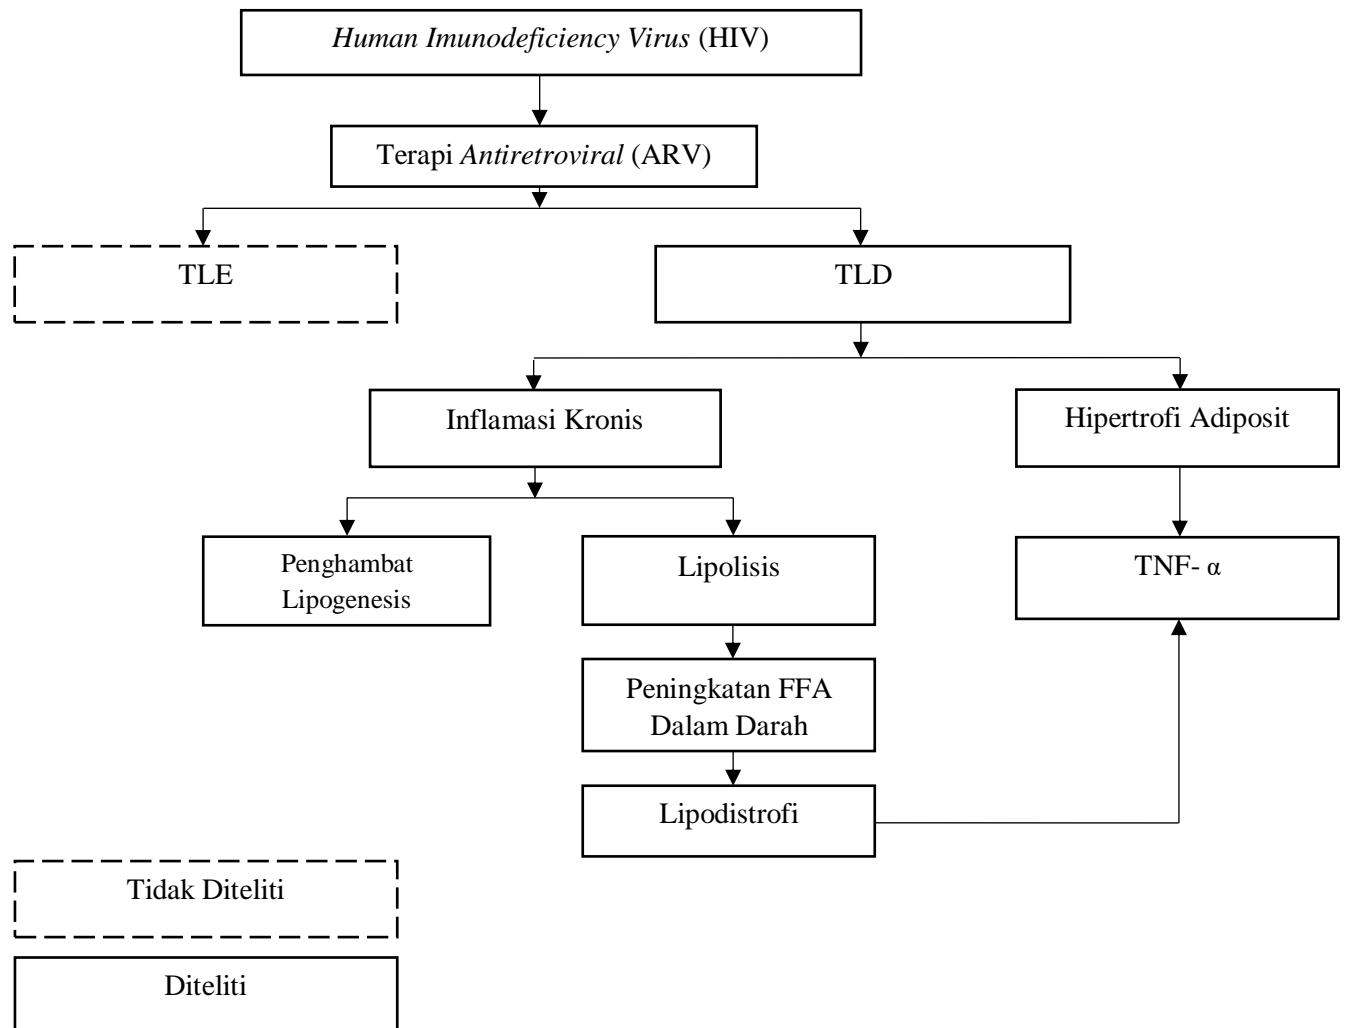 Human Imunodeficiency Virus (HIV)
Terapi Antiretroviral (ARV)
TLE
TLD
Inflamasi Kronis
Hipertrofi Adiposit
Penghambat
Lipogenesis
Lipolisis
TNF- α
Peningkatan FFA
Dalam Darah
Lipodistrofi
Tidak Diteliti
Diteliti